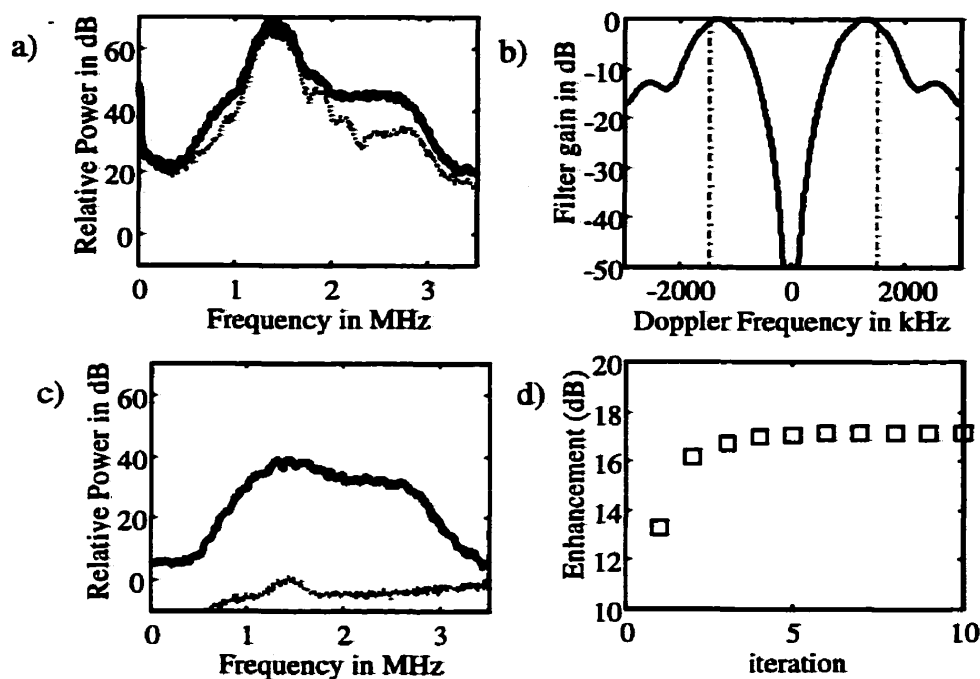 a)
Relative Power in dB
60
40
20
0
0 1 2 3
Frequency in MHz
b)
Filter gain in dB
0
-10
-20
-30
-40
-50
-2000 0 2000
Doppler Frequency in kHz
c)
Relative Power in dB
60
40
20
0
0 1 2 3
Frequency in MHz
d)
Enhancement (dB)
20
18
16
14
12
10
0 5 10
iteration